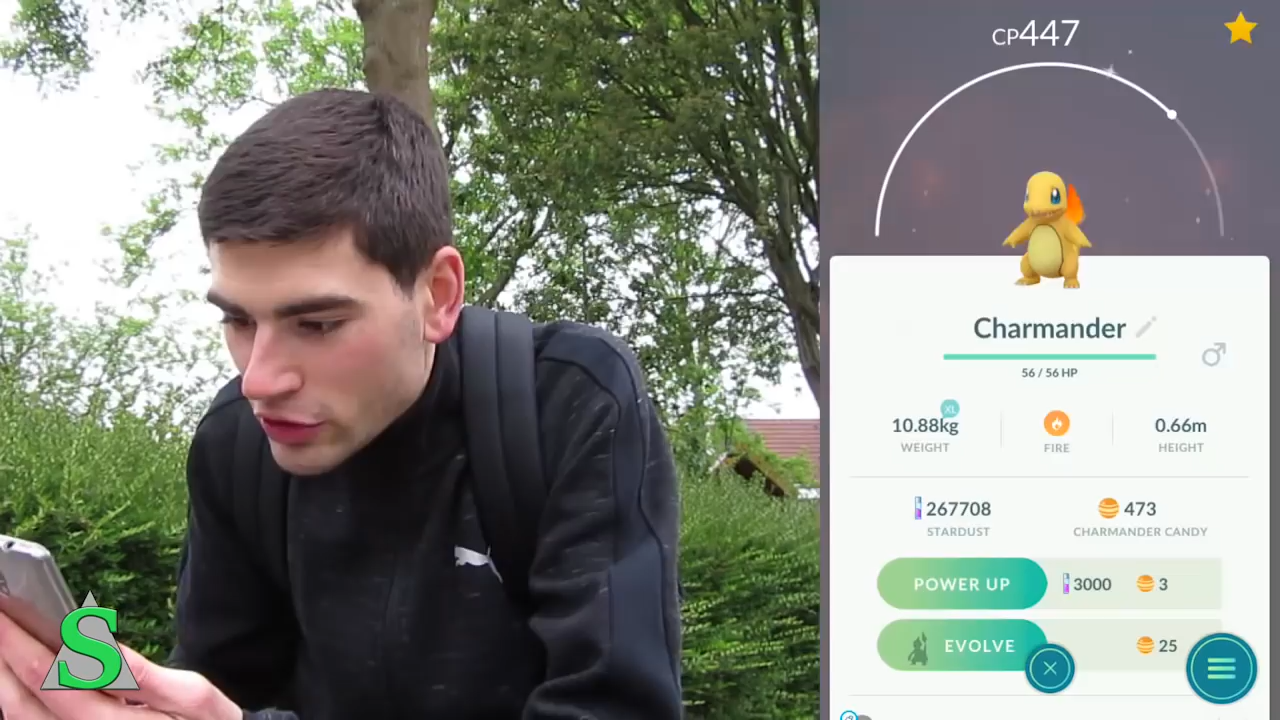 CP447
Charmander
56 / 56 HP
XL
10.88kg
WEIGHT
FIRE
0.66m
HEIGHT
267708
STARDUST
473
CHARMANDER CANDY
POWER UP
3000
3
EVOLVE
25
S